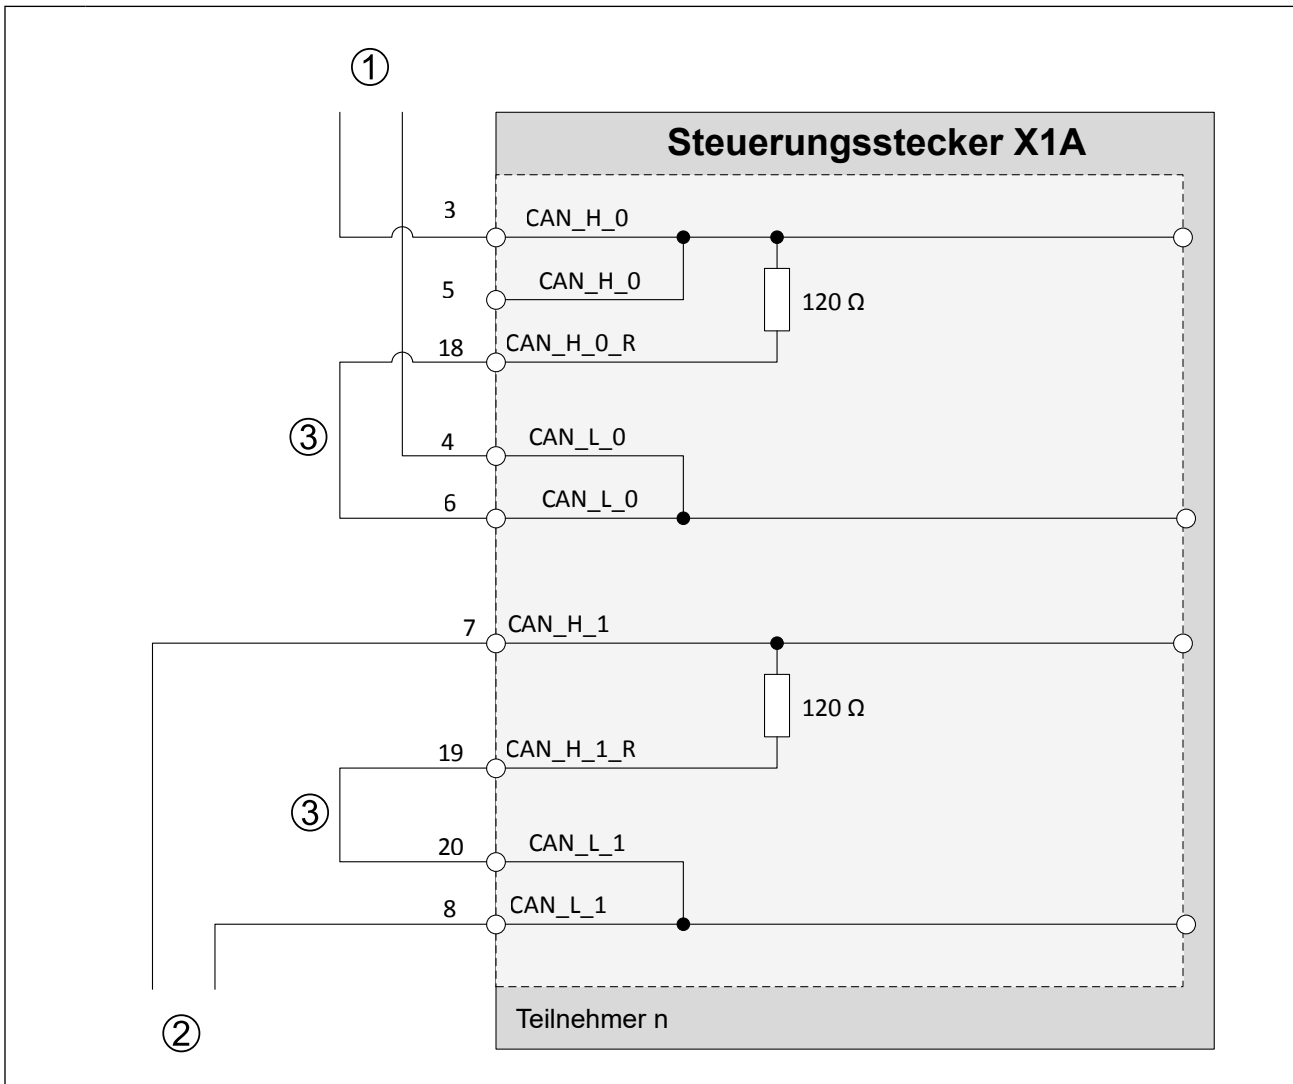 ①
Steuerungsstecker X1A
3
CAN_H_0
5
CAN_H_0
120 Ω
18
CAN_H_0_R
③
4
CAN_L_0
6
CAN_L_0
7
CAN_H_1
120 Ω
19
CAN_H_1_R
③
20
CAN_L_1
8
CAN_L_1
②
Teilnehmer n